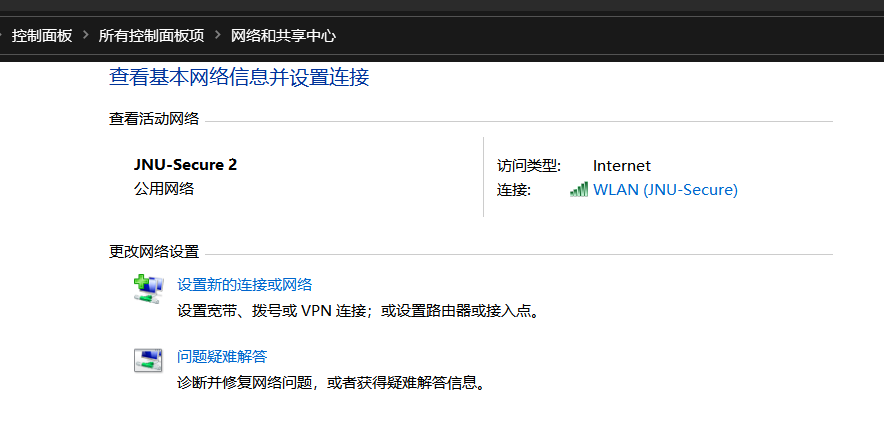 控制面板 > 所有控制面板项 > 网络和共享中心
查看基本网络信息并设置连接
查看活动网络
JNU-Secure 2
公用网络
访问类型: Internet
连接: WLAN (JNU-Secure)
更改网络设置
设置新的连接或网络
设置宽带、拨号或 VPN 连接；或设置路由器或接入点。
问题疑难解答
诊断并修复网络问题，或者获得疑难解答信息。